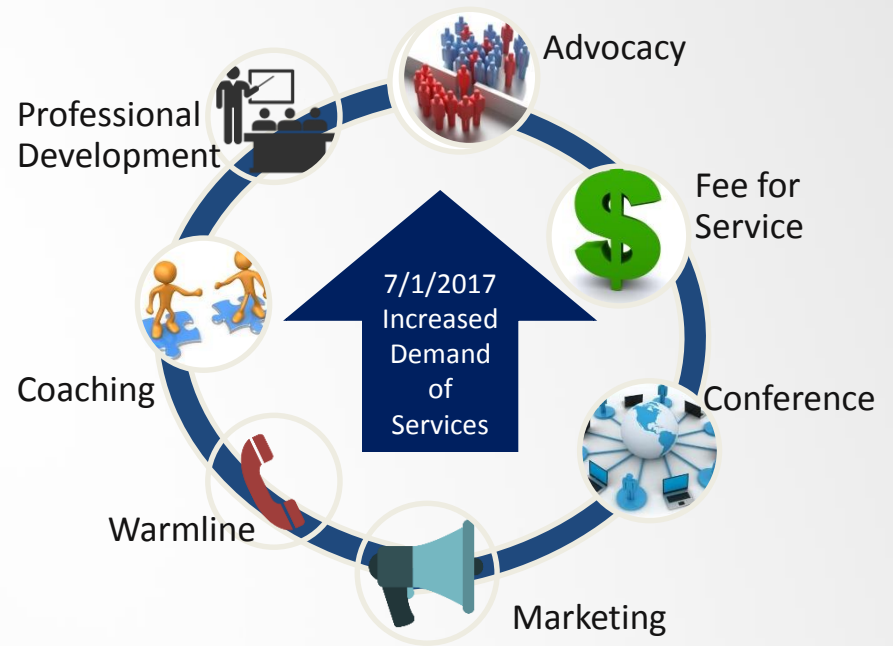 Advocacy
Professional
Development
Fee for
Service
7/1/2017
Increased
Demand
of
Services
Coaching
Conference
Warmline
Marketing